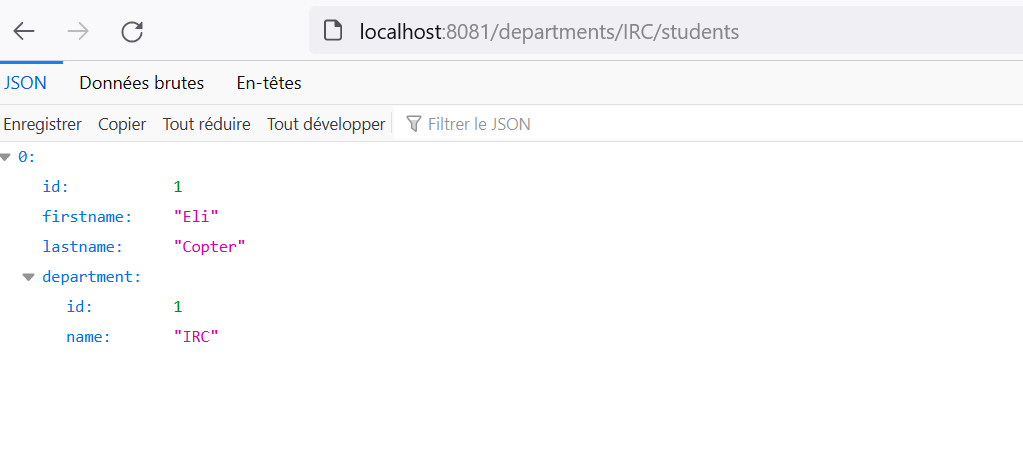 localhost:8081/departments/IRC/students
JSON Données brutes En-têtes
Enregistrer Copier Tout réduire Tout développer Filtrer le JSON
0:
id: 1
firstname: "Eli"
lastname: "Copter"
department:
id: 1
name: "IRC"